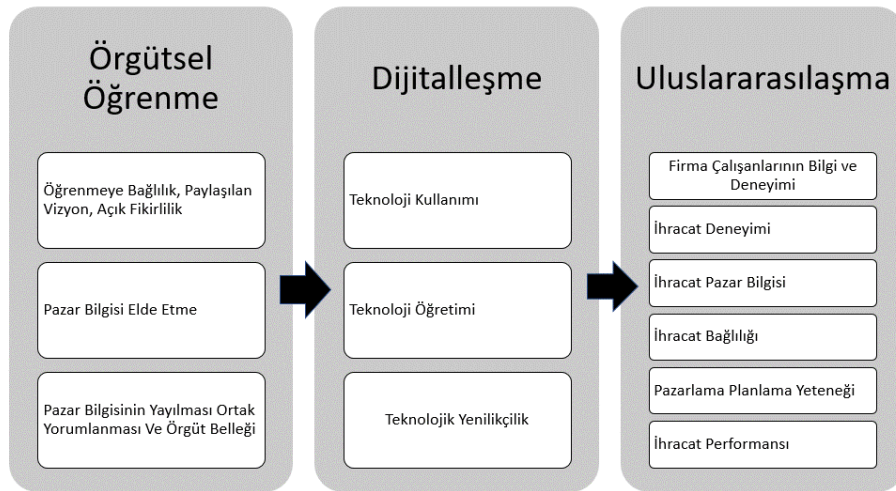 Örgütsel
Öğrenme
Öğrenmeye Bağlılık, Paylaşılan
Vizyon, Açık Fikirlilik
Pazar Bilgisi Elde Etme
Pazar Bilgisinin Yayılması Ortak
Yorumlanması Ve Örgüt Belleği
Dijitalleşme
Teknoloji Kullanımı
Teknoloji Öğretimi
Teknolojik Yenilikçilik
Uluslararasılaşma
Firma Çalışanlarının Bilgi ve
Deneyimi
İhracat Deneyimi
İhracat Pazar Bilgisi
İhracat Bağlılığı
Pazarlama Planlama Yeteneği
İhracat Performansı